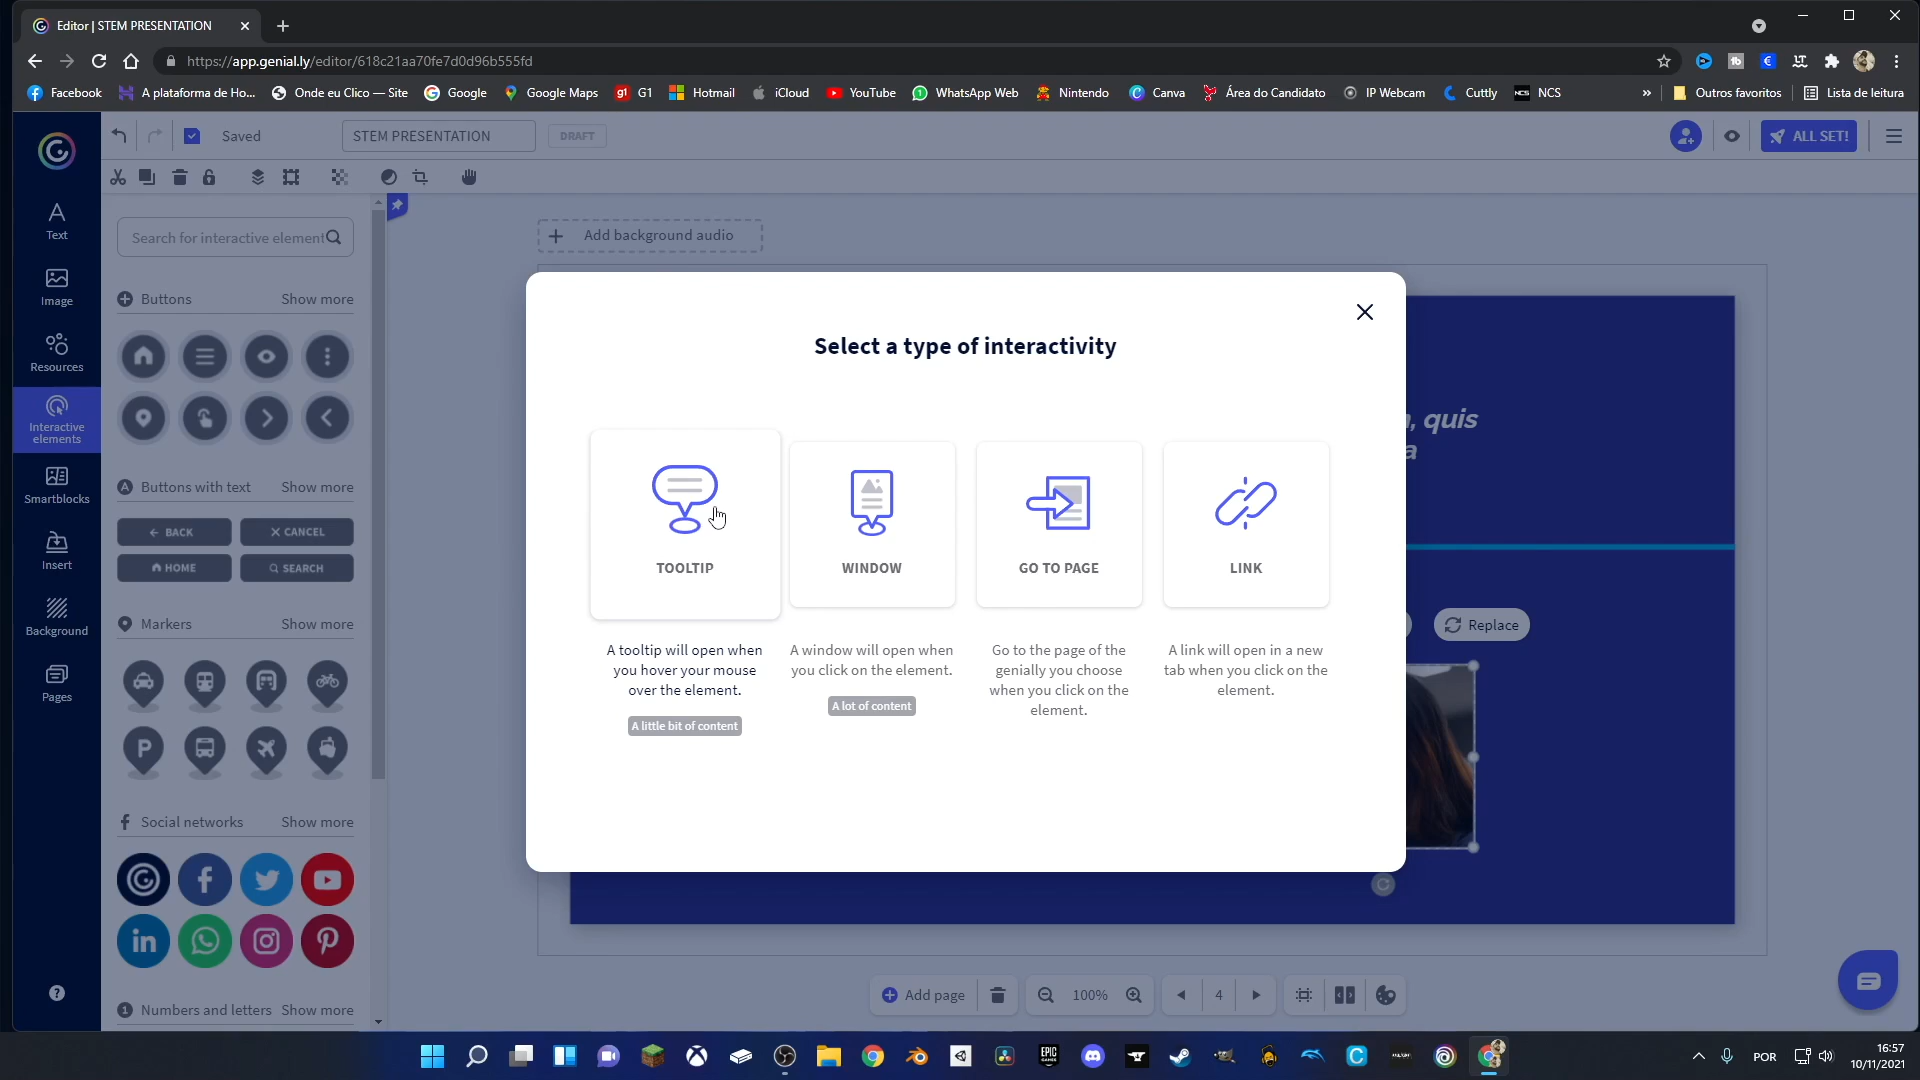 Editor | STEM PRESENTATION
https://app.genial.ly/editor/618c21aa70fe7d0d96b555fd
Facebook
A plataforma de Ho...
Onde eu Clico — Site
Google
Google Maps
G1
Hotmail
iCloud
YouTube
WhatsApp Web
Nintendo
Canva
Área do Candidato
IP Webcam
Cuttly
NCS
»
Outros favoritos
Lista de leitura
Saved
STEM PRESENTATION
DRAFT
ALL SET!
Text
Image
Resources
Interactive
elements
Smartblocks
Insert
Background
Pages
Search for interactive element
Buttons
Show more
Buttons with text
Show more
BACK
CANCEL
HOME
SEARCH
Markers
Show more
P
Social networks
Show more
Numbers and letters
Show more
Add background audio
Select a type of interactivity
TOOLTIP
A tooltip will open when
you hover your mouse
over the element.
A little bit of content
WINDOW
A window will open when
you click on the element.
A lot of content
GO TO PAGE
Go to the page of the
genially you choose
when you click on the
element.
LINK
A link will open in a new
tab when you click on the
element.
, quis
a
Replace
Add page
100%
4
EPIC
GAMES
POR
16:57
10/11/2021